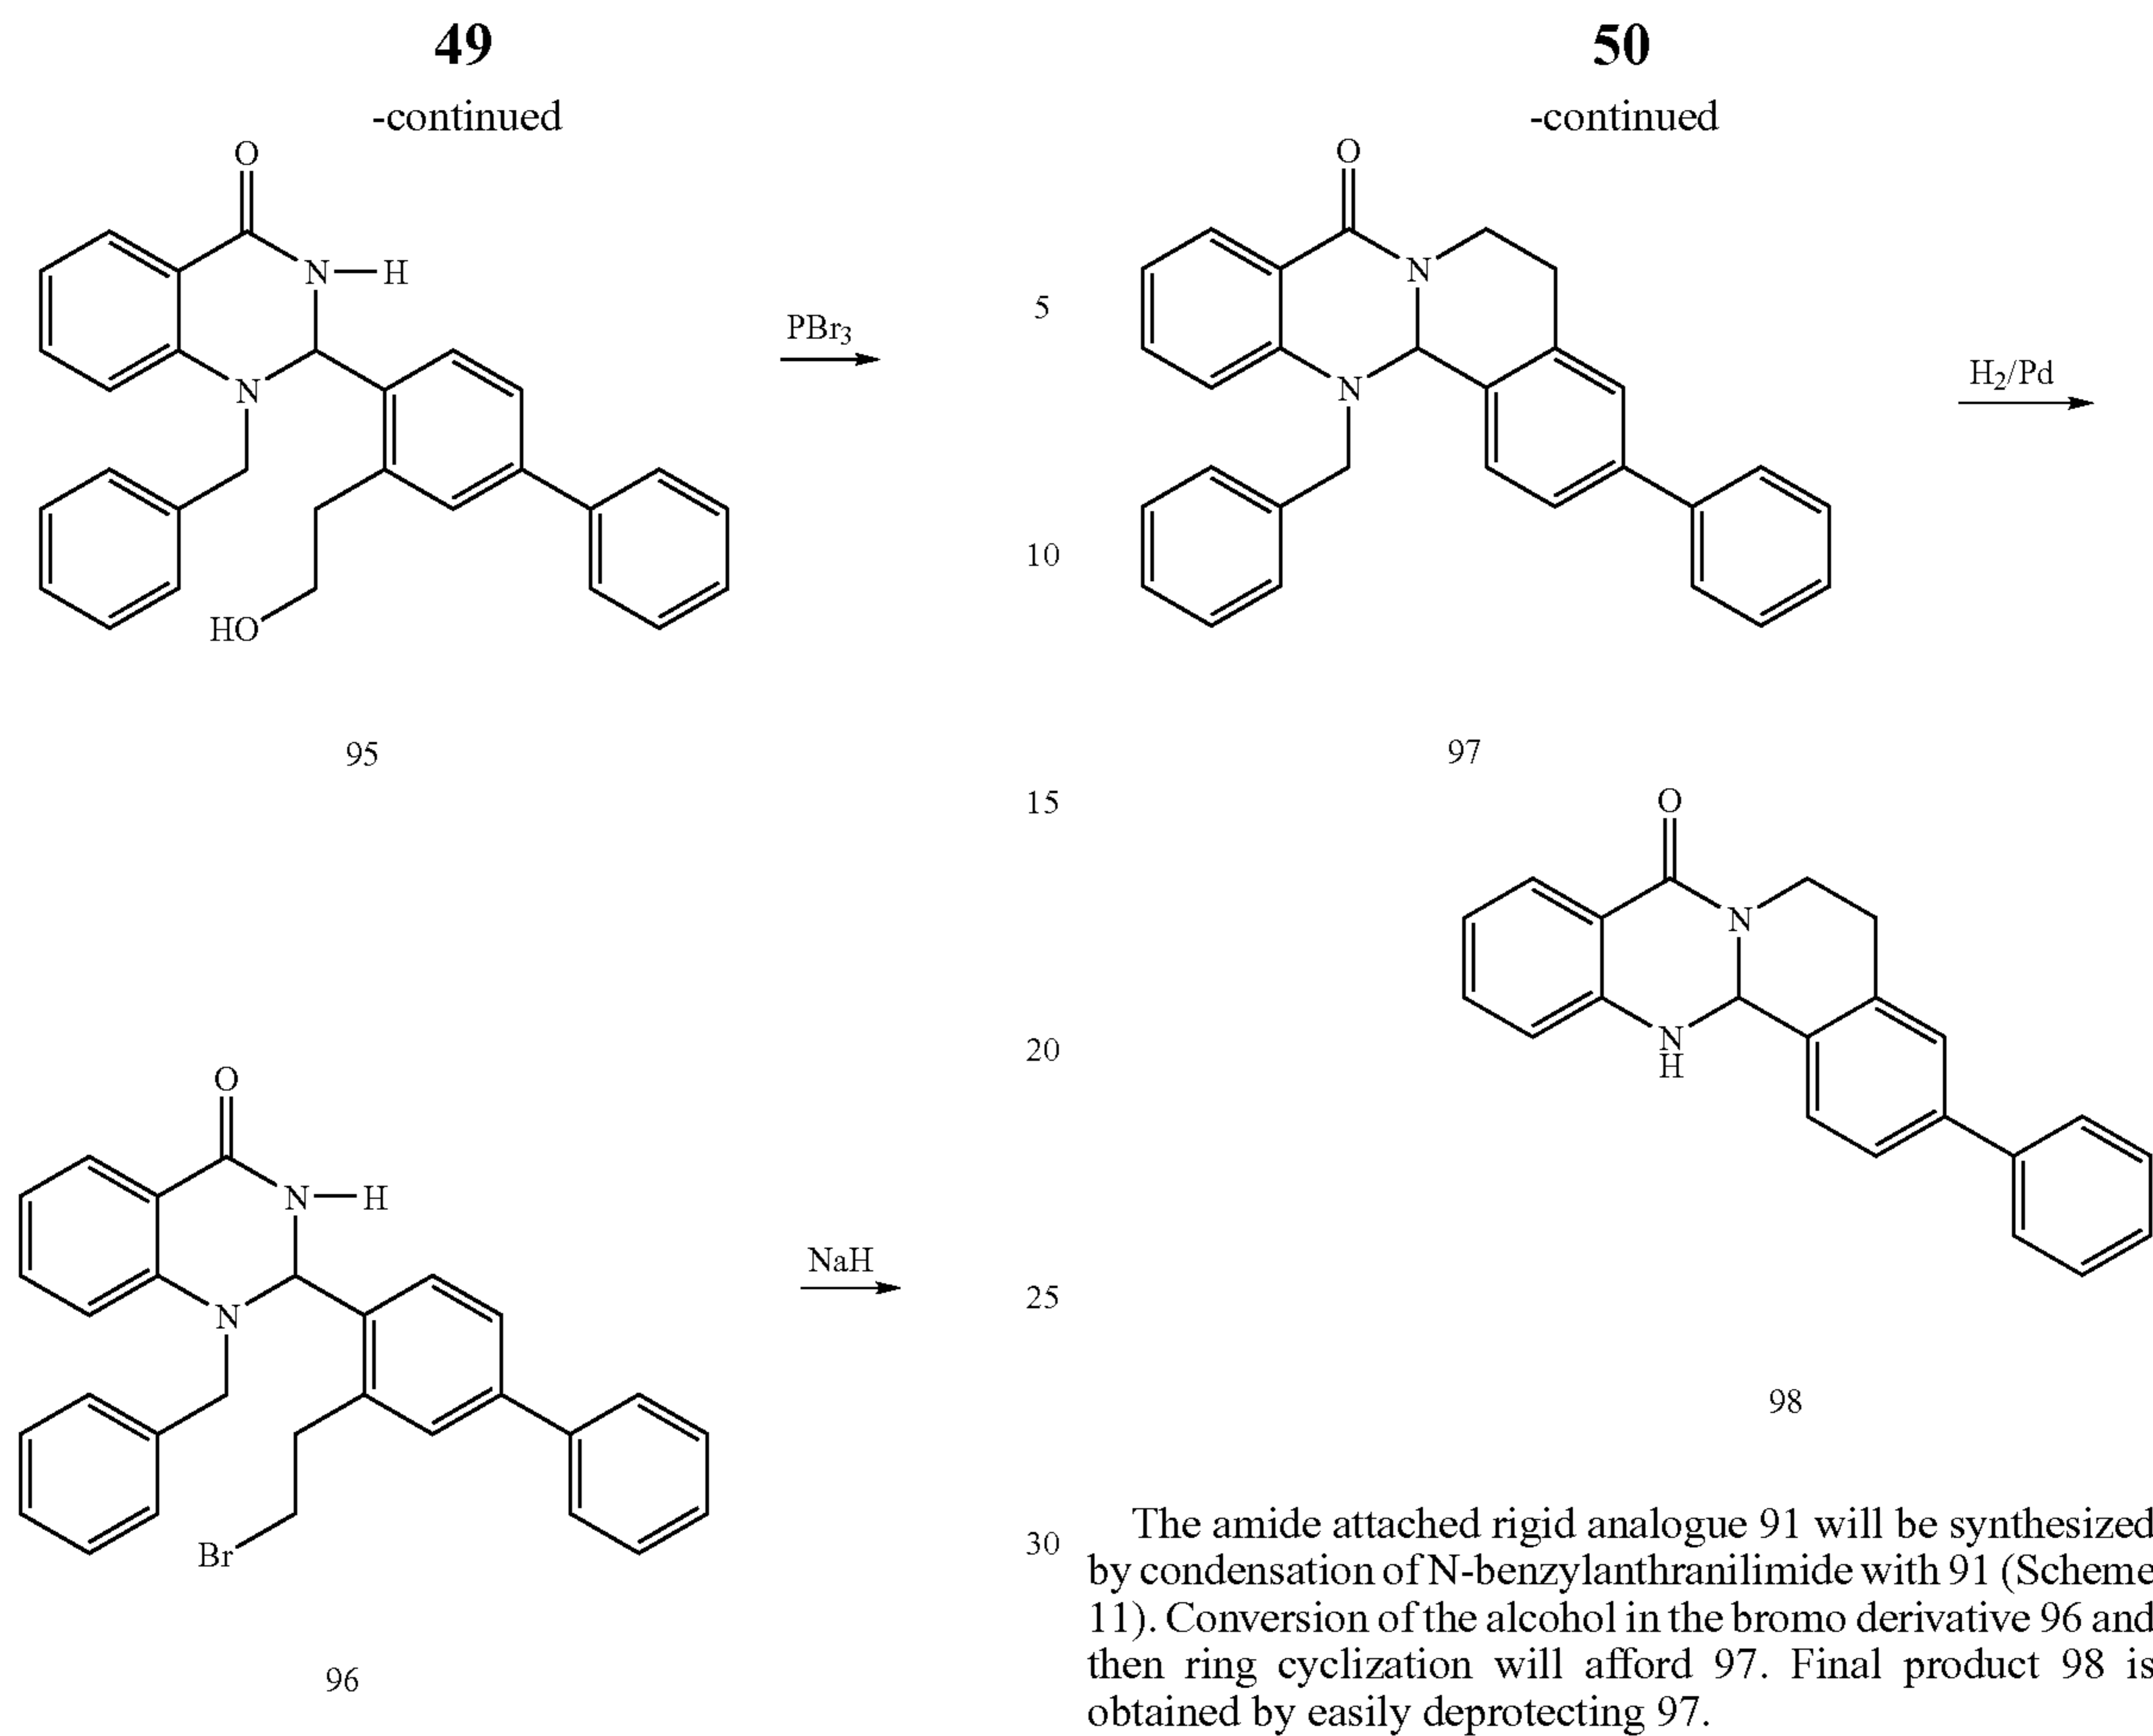 49
-continued
O
N—H
N
HO
95
PBr3
O
N—H
N
Br
96
NaH
50
-continued
5
10
15
20
25
30
O
N
N
97
H2/Pd
O
N
N
H
98
The amide attached rigid analogue 91 will be synthesized
by condensation of N-benzylanthranilimide with 91 (Scheme
11). Conversion of the alcohol in the bromo derivative 96 and
then ring cyclization will afford 97. Final product 98 is
obtained by easily deprotecting 97.